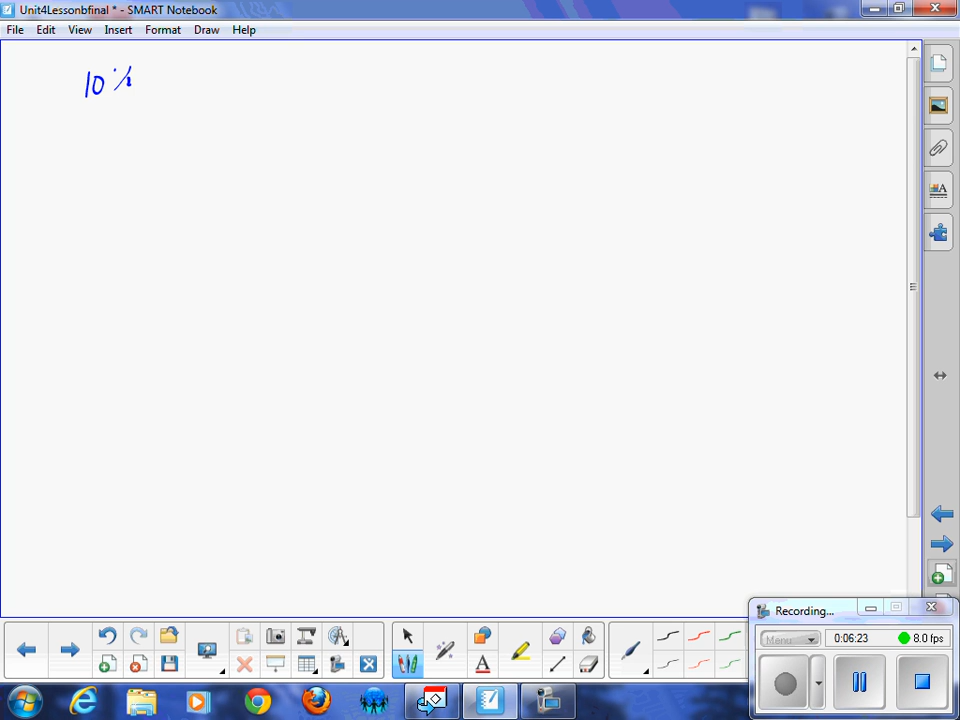 Unit4Lessonbfinal * - SMART Notebook
File Edit View Insert Format Draw Help
10%
Recording...
Menu 0:06:23 8.0 fps